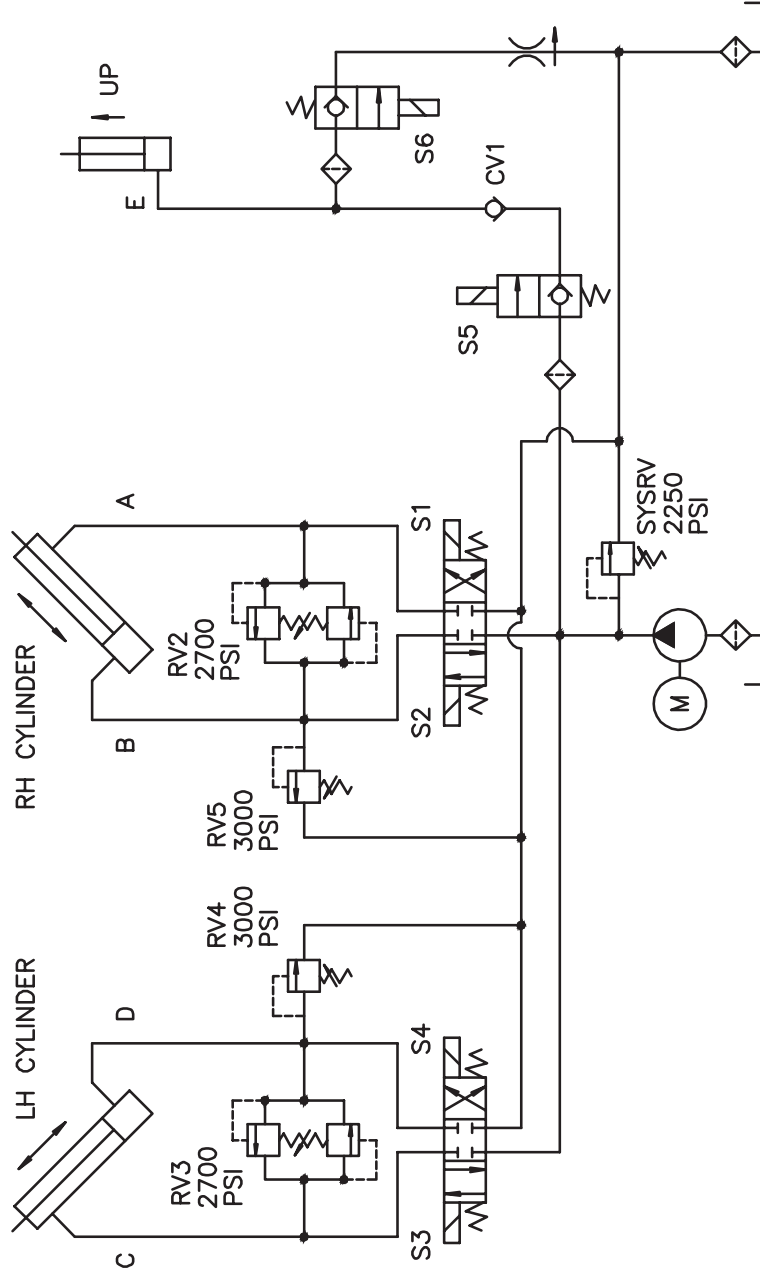 UP
E
S6
CV1
S5
A
RH CYLINDER
RV2
2700
PSI
S1
SYSRV
2250
PSI
B
S2
M
RV5
3000
PSI
RV4
3000
PSI
LH CYLINDER
D
S4
RV3
2700
PSI
C
S3